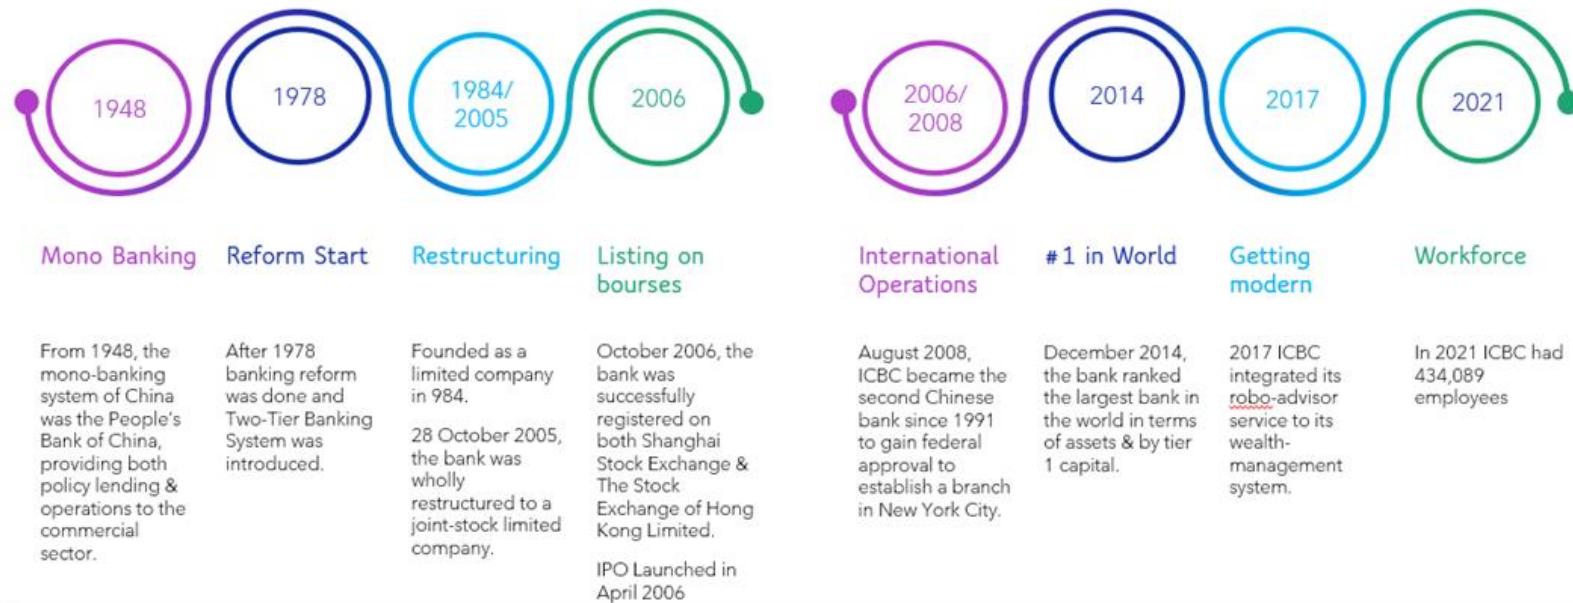 1948
1978
1984/
2005
2006
2006/
2008
2014
2017
2021
Mono Banking
From 1948, the
mono-banking
system of China
was the People's
Bank of China,
providing both
policy lending &
operations to the
commercial
sector.
Reform Start
After 1978
banking reform
was done and
Two-Tier Banking
System was
introduced.
Restructuring
Founded as a
limited company
in 984.
28 October 2005,
the bank was
wholly
restructured to a
joint-stock limited
company.
Listing on
bourses
October 2006, the
bank was
successfully
registered on
both Shanghai
Stock Exchange &
The Stock
Exchange of Hong
Kong Limited.
IPO Launched in
April 2006
International
Operations
August 2008,
ICBC became the
second Chinese
bank since 1991
to gain federal
approval to
establish a branch
in New York City.
#1 in World
December 2014,
the bank ranked
the largest bank in
the world in terms
of assets & by tier
1 capital.
Getting
modern
2017 ICBC
integrated its
robo-advisor
service to its
wealth-
management
system.
Workforce
In 2021 ICBC had
434,089
employees